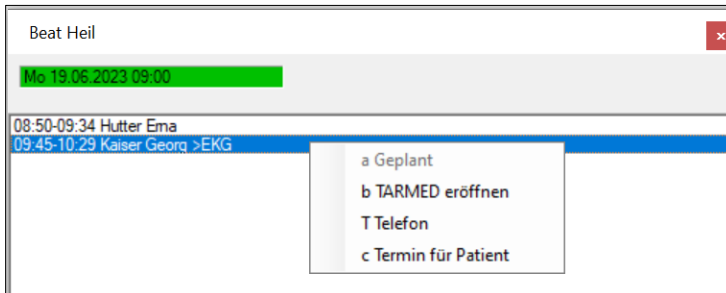 Beat Heil
x
Mo 19.06.2023 09:00
08:50-09:34 Hutter Erna
09:45-10:29 Kaiser Georg >EKG
a Geplant
b TARMED eröffnen
T Telefon
c Termin für Patient